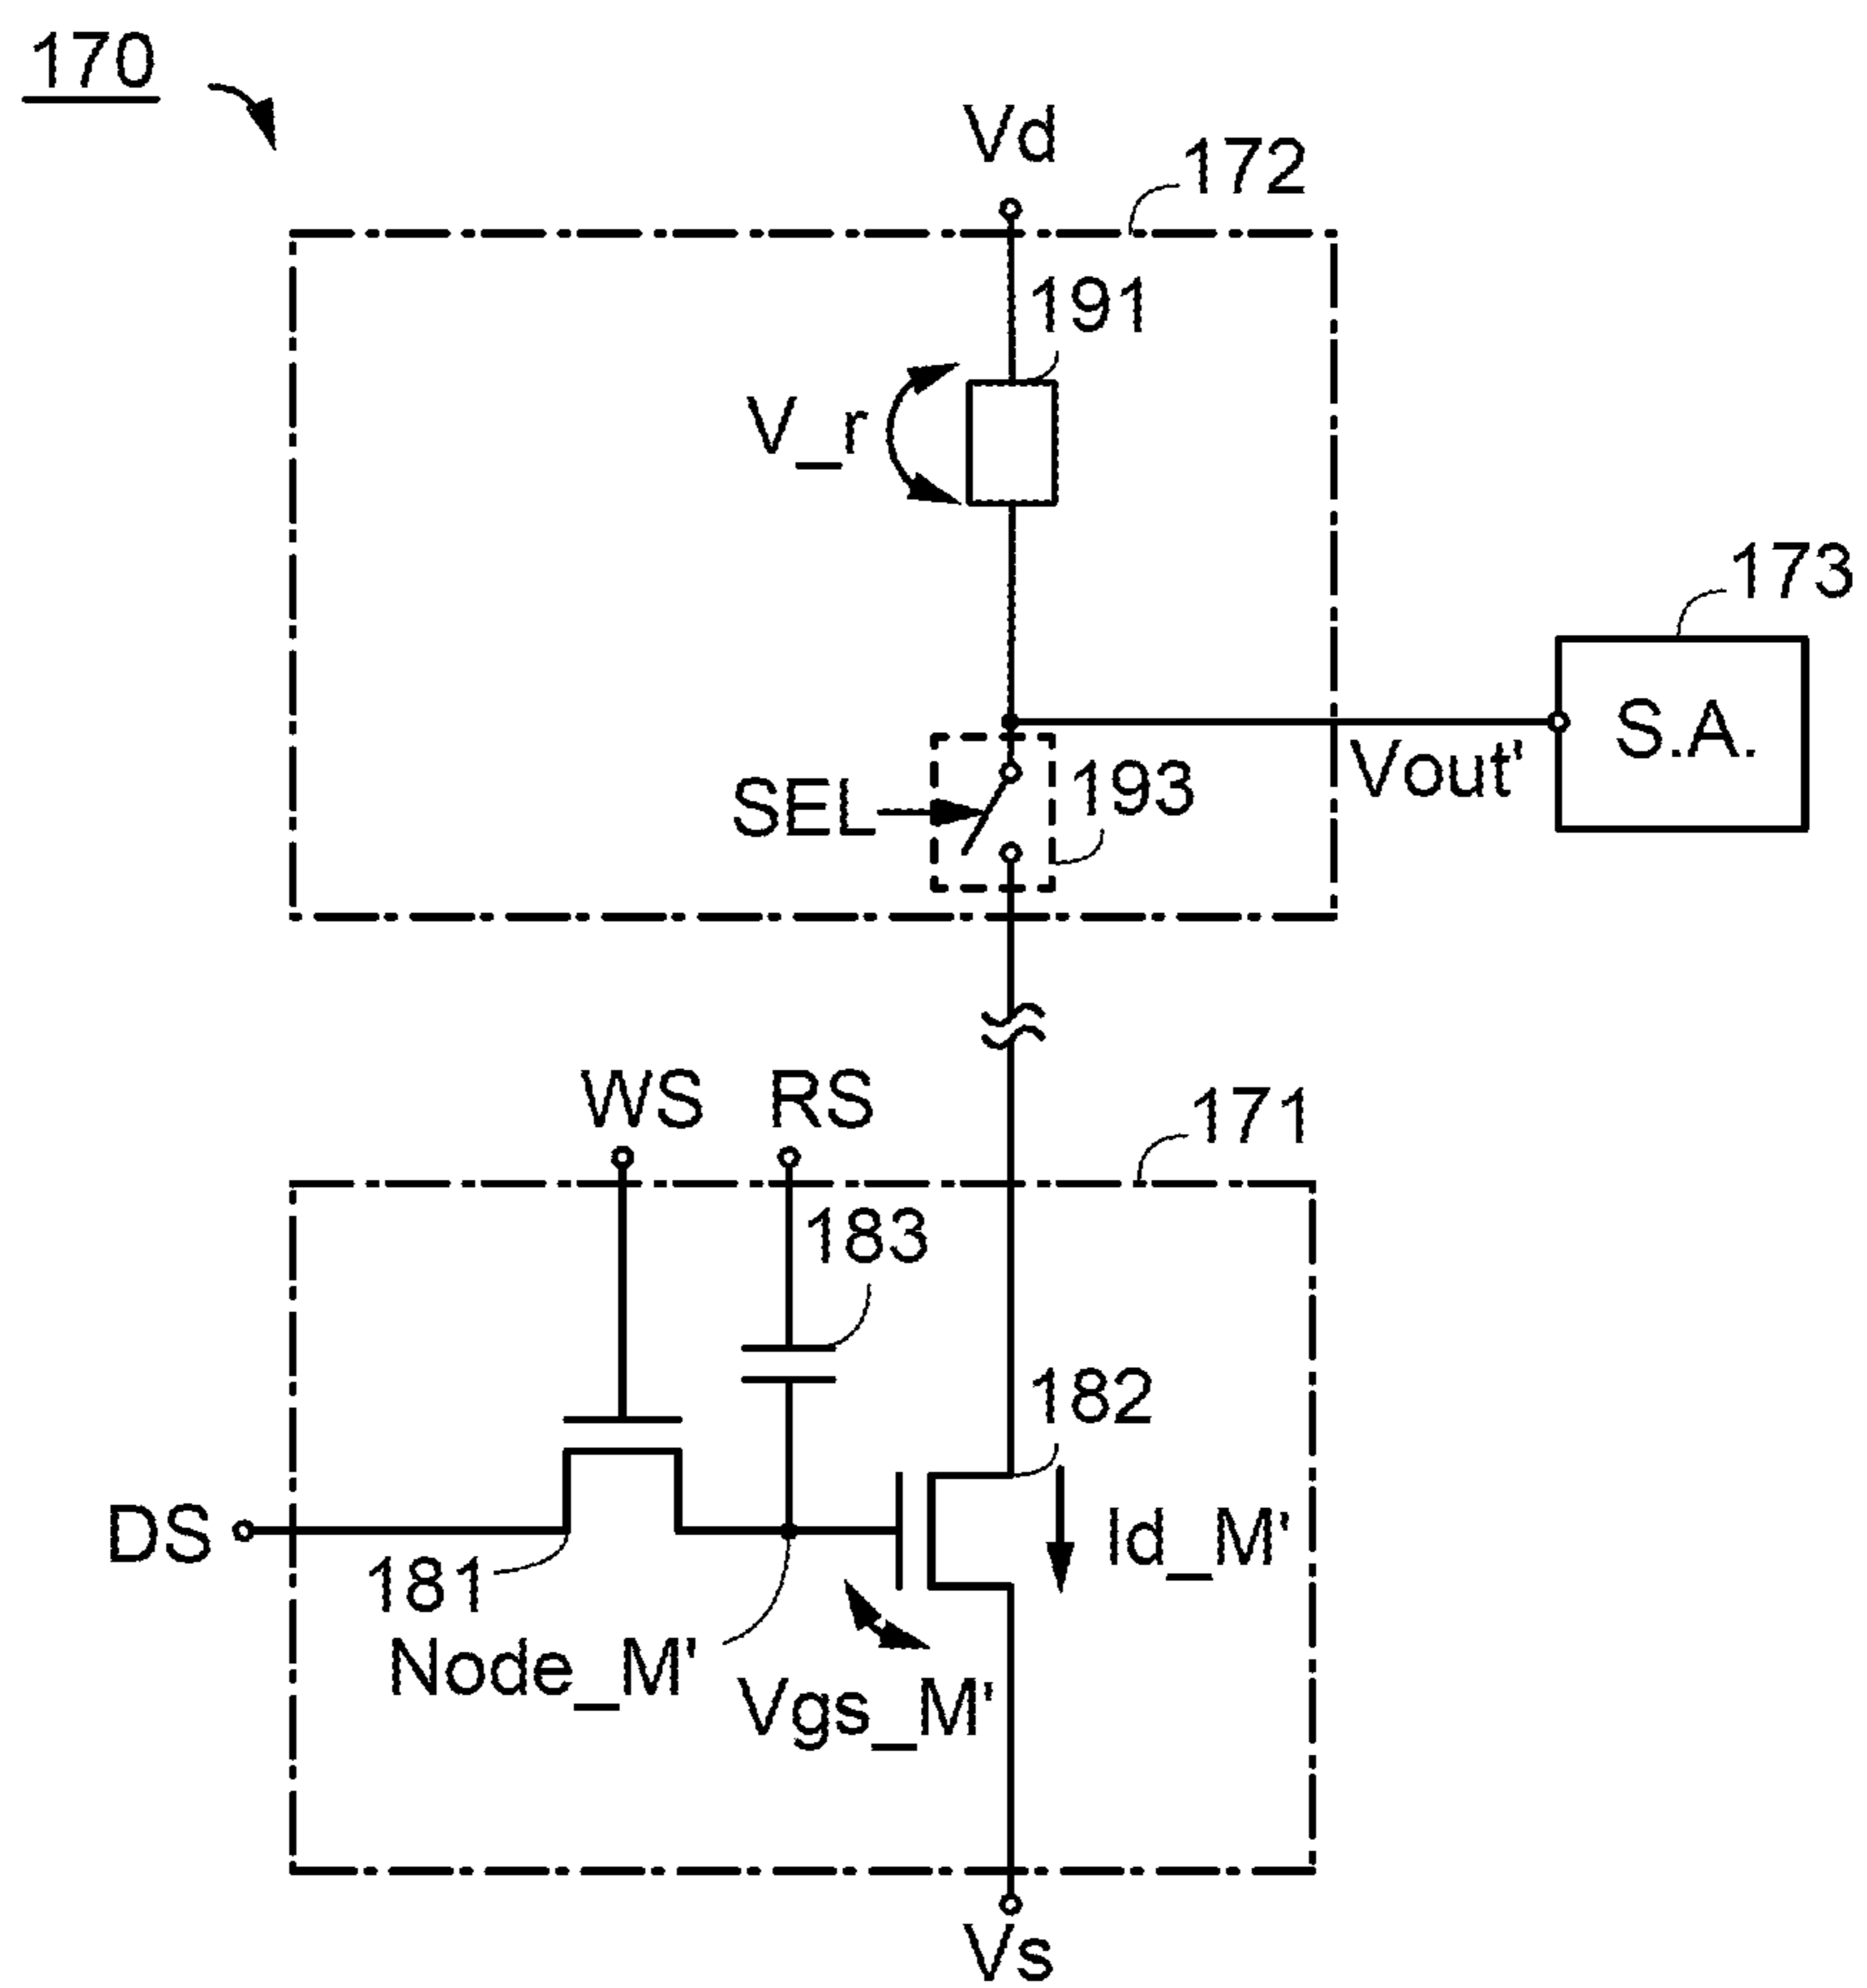 170
Vd
172
191
V_r
173
S.A.
Vout'
SEL
193
WS
RS
171
183
182
DS
Id_M'
181
Node_M'
Vgs_M'
Vs